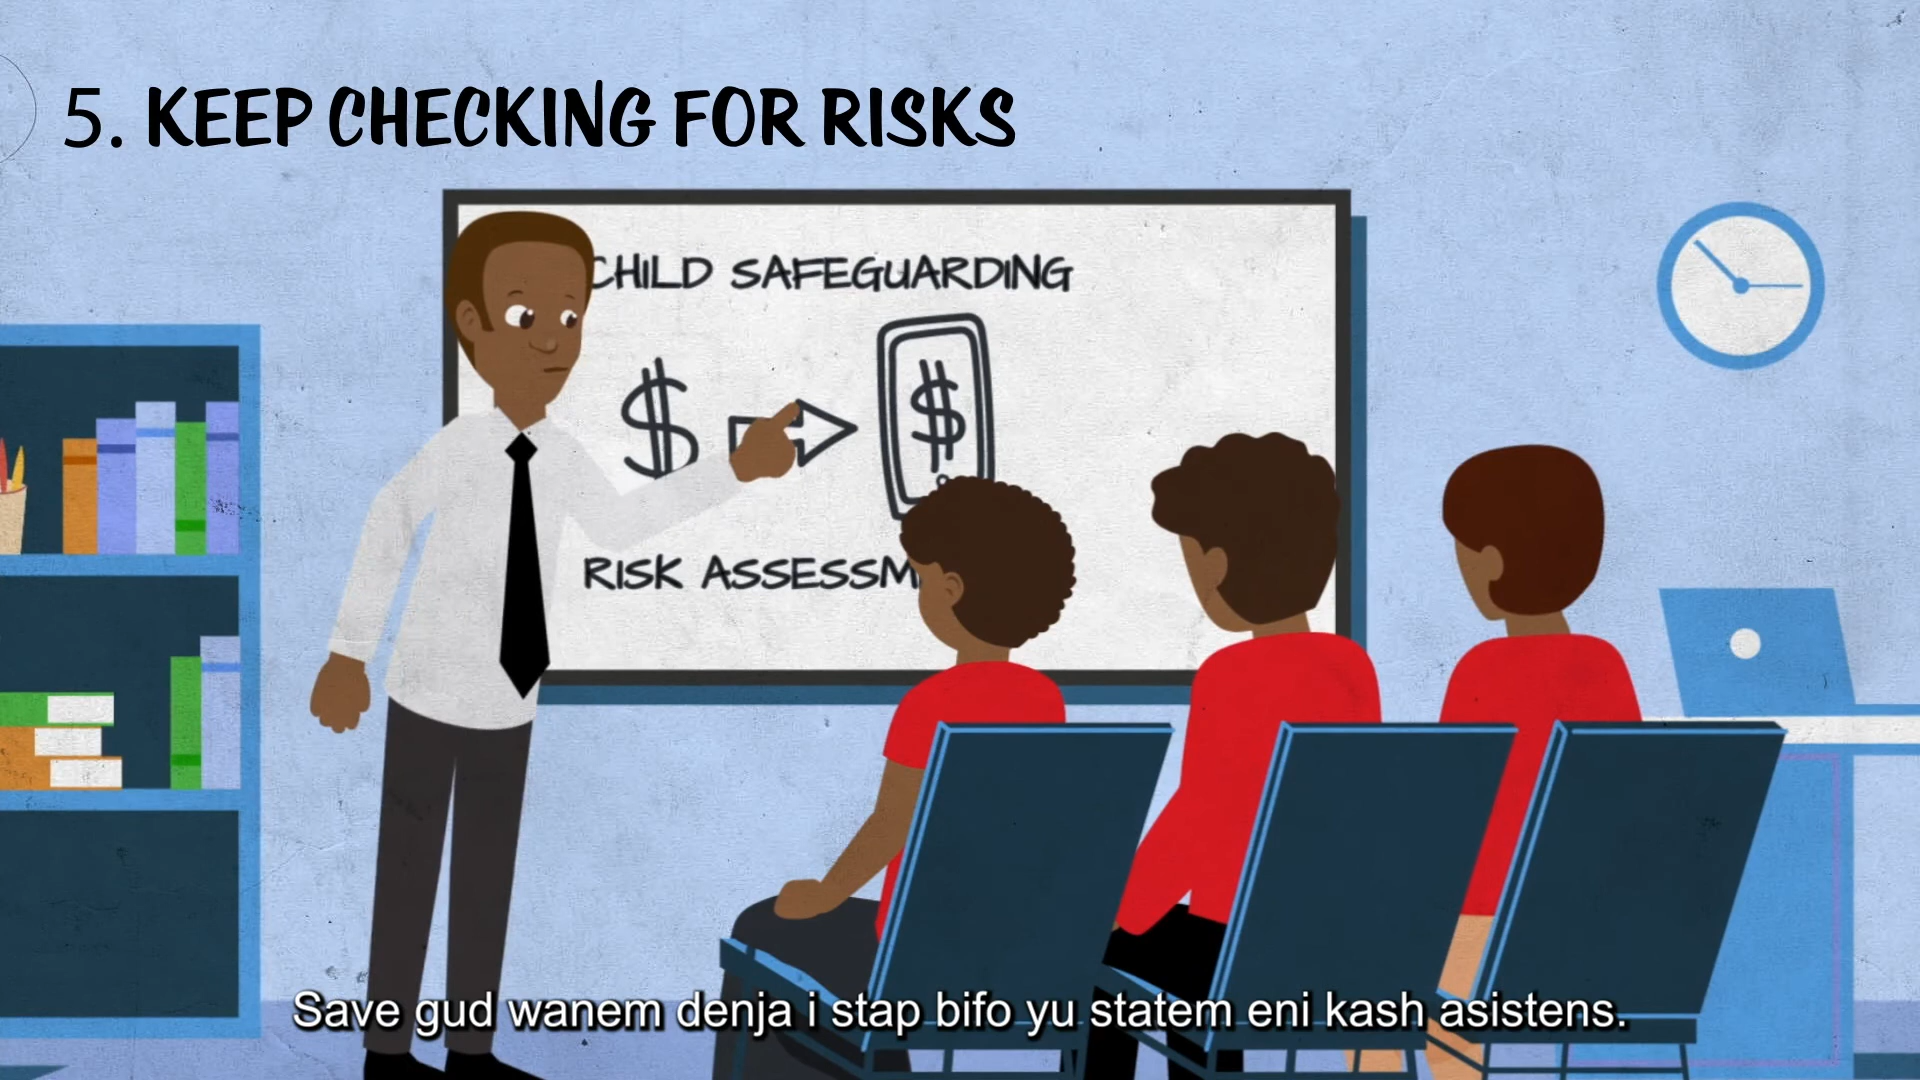 5. KEEP CHECKING FOR RISKS
CHILD SAFEGUARDING
$ $
RISK
Save gud wanem denja i stap bifo yu statem eni kash asistens.